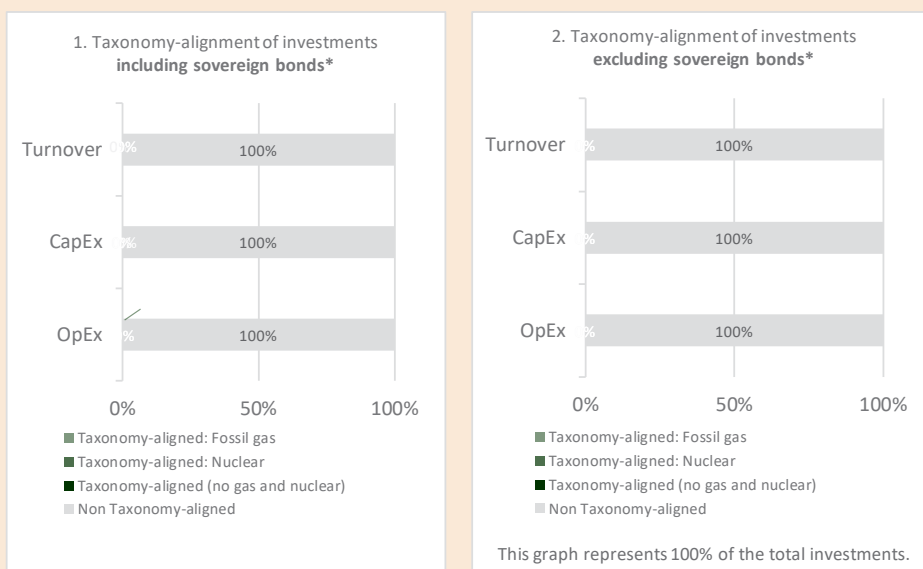 1. Taxonomy-alignment of investments
including sovereign bonds*
Turnover
100%
CapEx
100%
OpEx
100%
0% 50% 100%
Taxonomy-aligned: Fossil gas
Taxonomy-aligned: Nuclear
Taxonomy-aligned (no gas and nuclear)
Non Taxonomy-aligned
2. Taxonomy-alignment of investments
excluding sovereign bonds*
Turnover
100%
CapEx
100%
OpEx
100%
0% 50% 100%
Taxonomy-aligned: Fossil gas
Taxonomy-aligned: Nuclear
Taxonomy-aligned (no gas and nuclear)
Non Taxonomy-aligned
This graph represents 100% of the total investments.